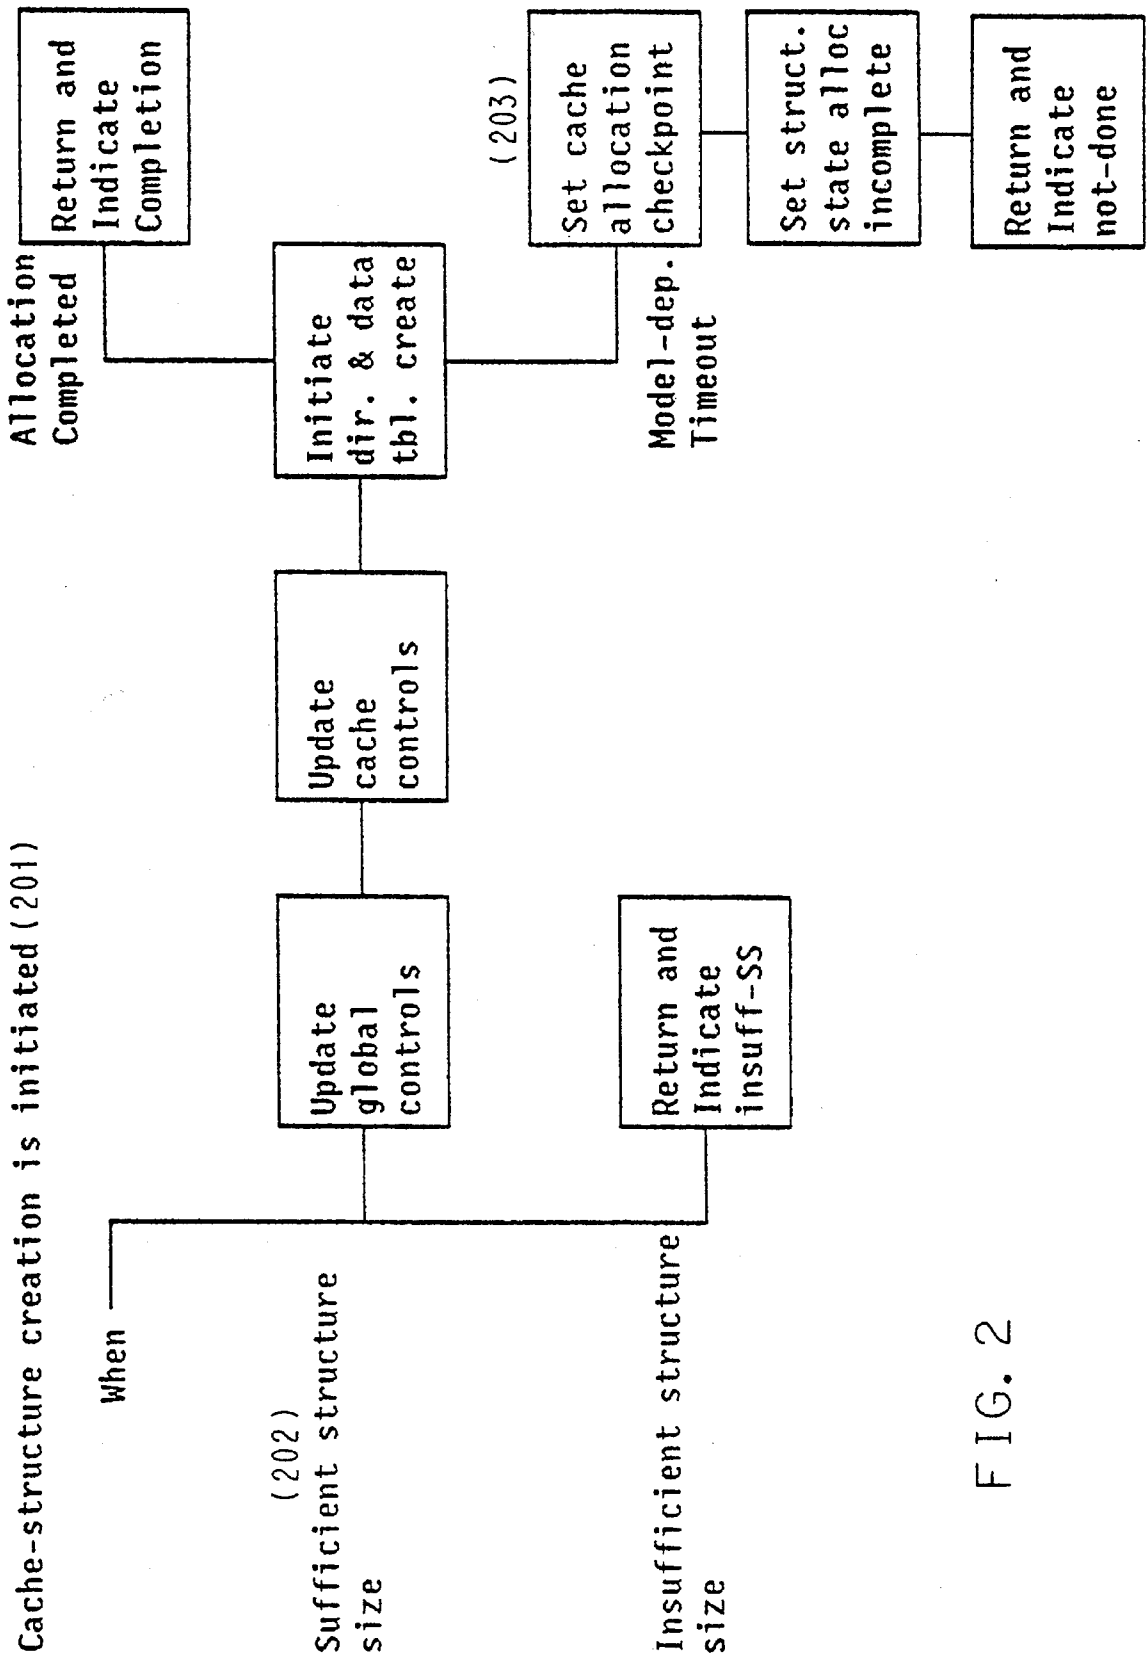 Cache-structure creation is initiated (201)
When
(202)
Sufficient structure
size
Update
global
controls
Update
cache
controls
Initiate
dir. & data
tbl. create
Allocation
Completed
Return and
Indicate
Completion
Model-dep.
Timeout
(203)
Set cache
allocation
checkpoint
Set struct.
state alloc
incomplete
Return and
Indicate
not-done
Insufficient structure
size
Return and
Indicate
insuff-SS
FIG. 2